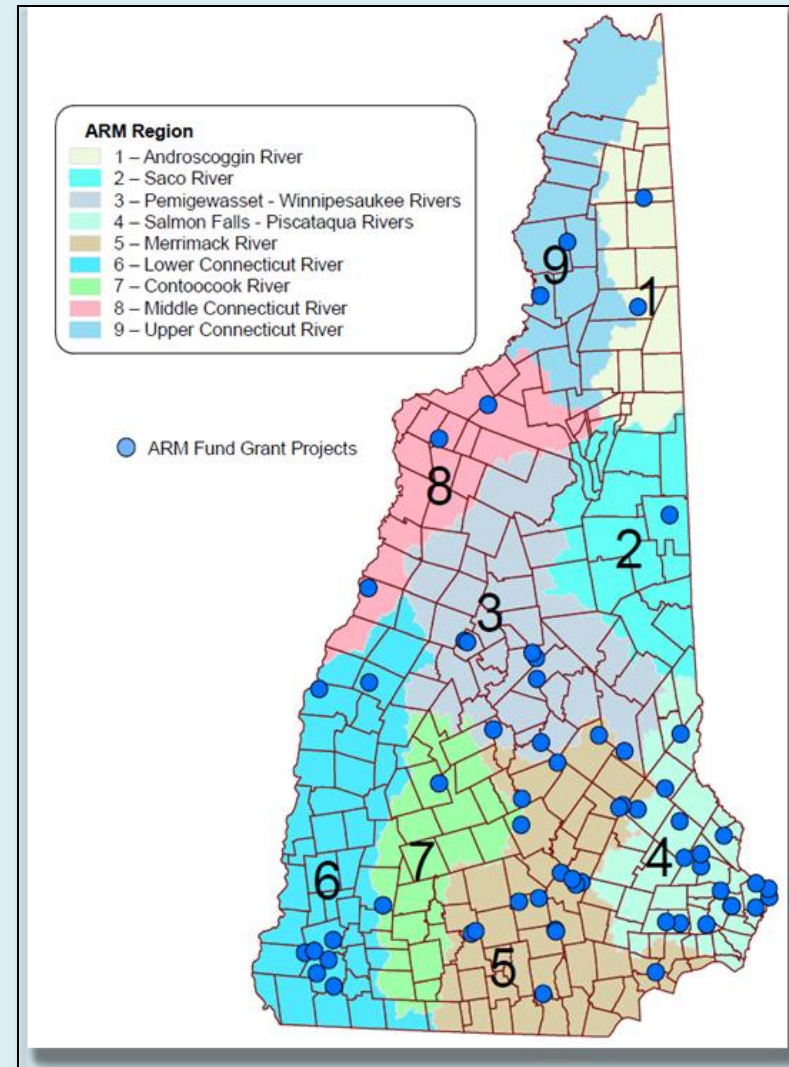 ARM Region
1 – Androscoggin River
2 – Saco River
3 – Pemigewasset - Winnipesaukee Rivers
4 – Salmon Falls - Piscataqua Rivers
5 – Merrimack River
6 – Lower Connecticut River
7 – Contoocook River
8 – Middle Connecticut River
9 – Upper Connecticut River
ARM Fund Grant Projects
9
1
8
2
3
4
7
6
5